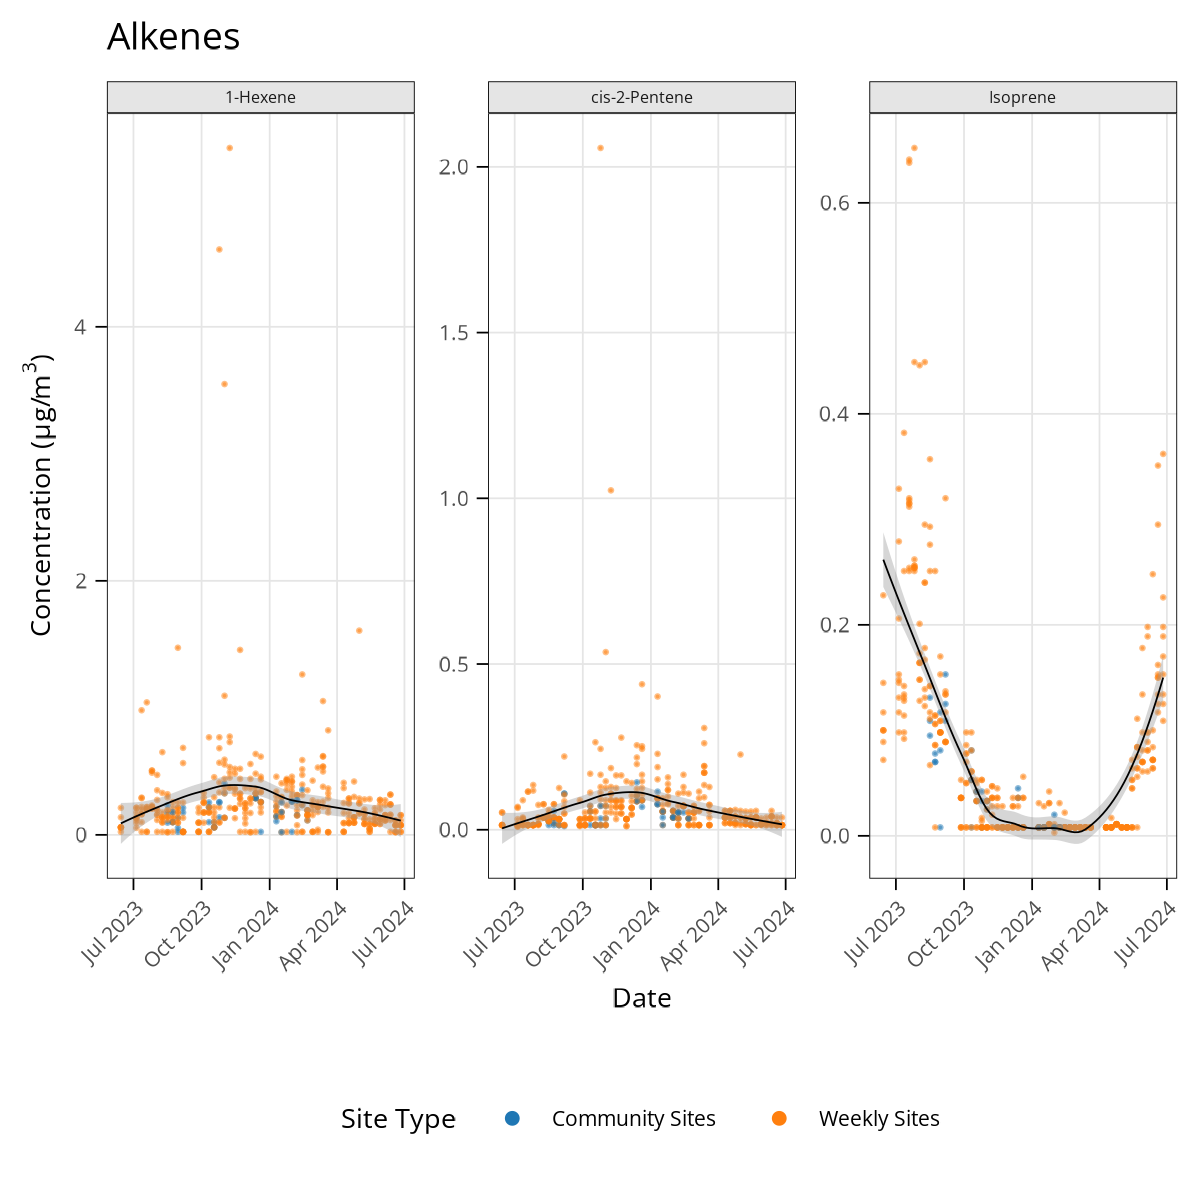 Alkenes
1-Hexene
cis-2-Pentene
Isoprene
Concentration (µg/m³)
4
2
0
2.0
1.5
1.0
0.5
0.0
0.6
0.4
0.2
0.0
Jul 2023
Oct 2023
Jan 2024
Apr 2024
Jul 2024
Jul 2023
Oct 2023
Jan 2024
Apr 2024
Jul 2024
Jul 2023
Oct 2023
Jan 2024
Apr 2024
Jul 2024
Date
Site Type
Community Sites
Weekly Sites